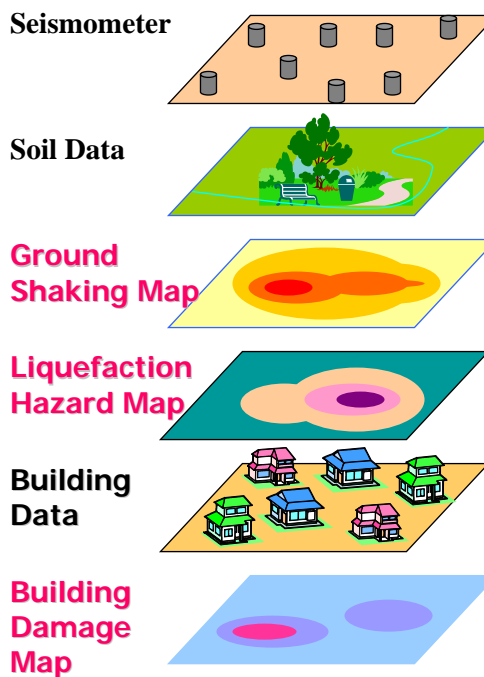 Seismometer
Soil Data
Ground
Shaking Map
Liquefaction
Hazard Map
Building
Data
Building
Damage
Map